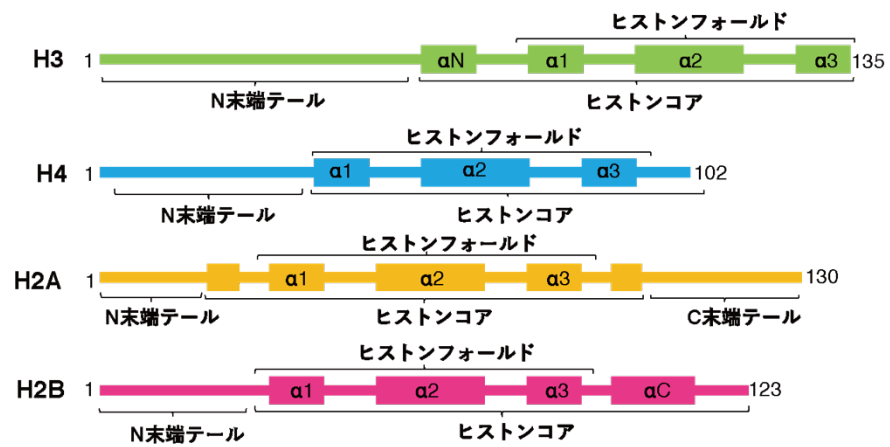 ヒストンフォールド
H3 1 αN α1 α2 α3 135
N末端テール ヒストンコア
ヒストンフォールド
H4 1 α1 α2 α3 102
N末端テール ヒストンコア
ヒストンフォールド
H2A 1 α1 α2 α3 130
N末端テール ヒストンコア C末端テール
ヒストンフォールド
H2B 1 α1 α2 α3 αC 123
N末端テール ヒストンコア